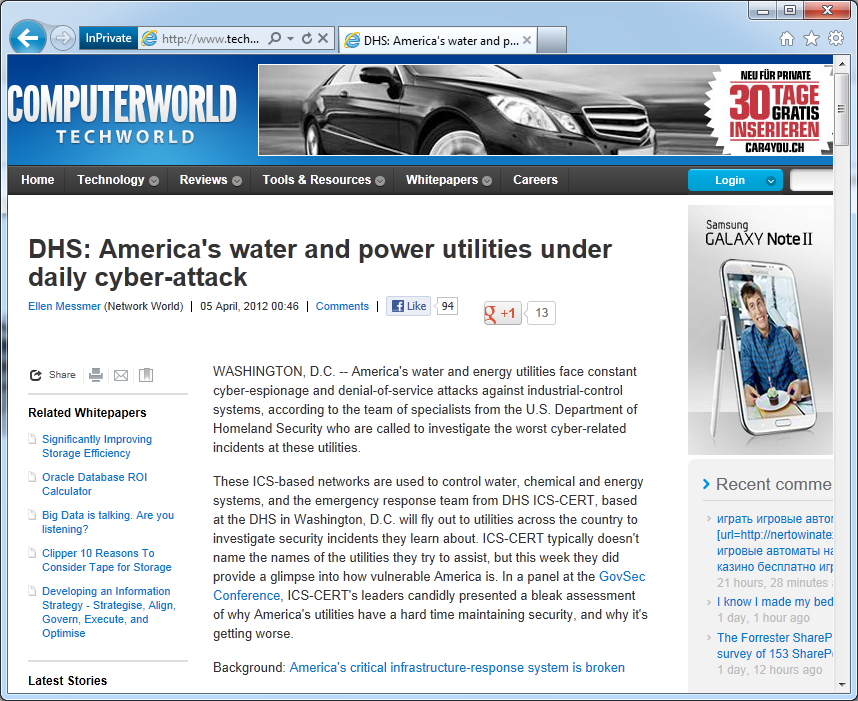 InPrivate
http://www.tech...
DHS: America's water and p...
COMPUTERWORLD
TECHWORLD
NEU FÜR PRIVATE
30 TAGE
GRATIS
INSERIEREN
CAR4YOU.CH
Home Technology Reviews Tools & Resources Whitepapers Careers Login
DHS: America's water and power utilities under
daily cyber-attack
Ellen Messmer (Network World) | 05 April, 2012 00:46 | Comments | Like 94 +1 13
Share
Related Whitepapers
Significantly Improving
Storage Efficiency
Oracle Database ROI
Calculator
Big Data is talking. Are you
listening?
Clipper 10 Reasons To
Consider Tape for Storage
Developing an Information
Strategy - Strategise, Align,
Govern, Execute, and
Optimise
Latest Stories
WASHINGTON, D.C. -- America's water and energy utilities face constant
cyber-espionage and denial-of-service attacks against industrial-control
systems, according to the team of specialists from the U.S. Department of
Homeland Security who are called to investigate the worst cyber-related
incidents at these utilities.
These ICS-based networks are used to control water, chemical and energy
systems, and the emergency response team from DHS ICS-CERT, based
at the DHS in Washington, D.C. will fly out to utilities across the country to
investigate security incidents they learn about. ICS-CERT typically doesn't
name the names of the utilities they try to assist, but this week they did
provide a glimpse into how vulnerable America is. In a panel at the GovSec
Conference, ICS-CERT's leaders candidly presented a bleak assessment
of why America's utilities have a hard time maintaining security, and why it's
getting worse.
Background: America's critical infrastructure-response system is broken
Samsung
GALAXY Note II
Recent comme
играть игровые автом
[url=http://nertowinatex
игровые автоматы на
казино бесплатно игр
21 hours, 28 minutes a
I know I made my bed
1 day, 1 hour ago
The Forrester ShareP
survey of 153 SharePo
1 day, 12 hours ago